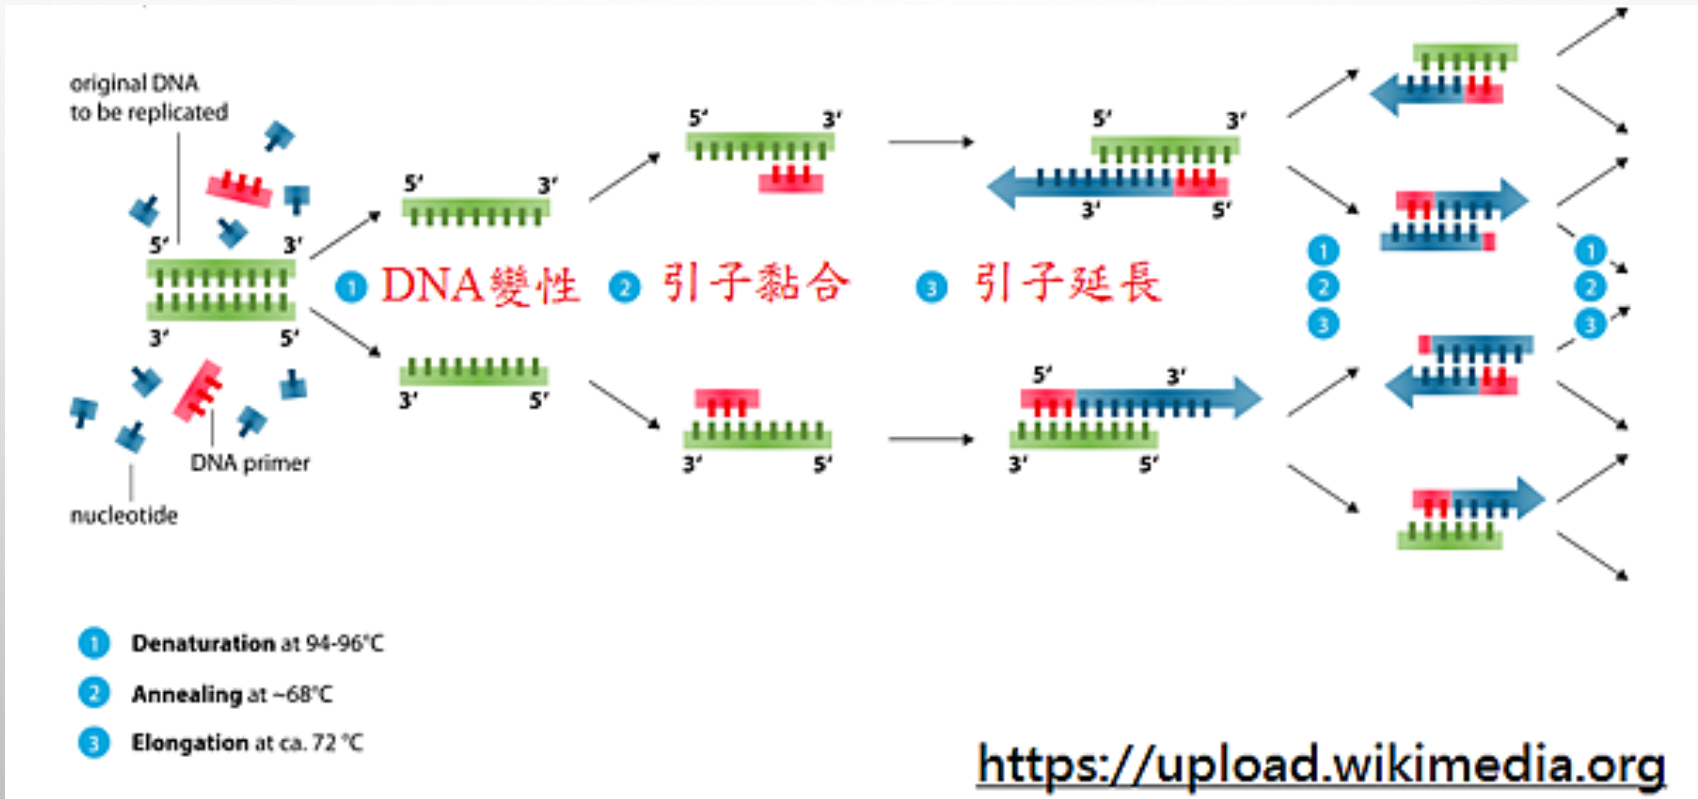 original DNA
to be replicated
5' 3'
3' 5'
DNA primer
nucleotide
5' 3'
1 DNA變性
3' 5'
5' 3'
2 引子黏合
3' 5'
5' 3'
3' 5'
3 引子延長
5' 3'
3' 5'
1
2
3
1
2
3
1 Denaturation at 94-96°C
2 Annealing at ~68°C
3 Elongation at ca. 72 °C
https://upload.wikimedia.org